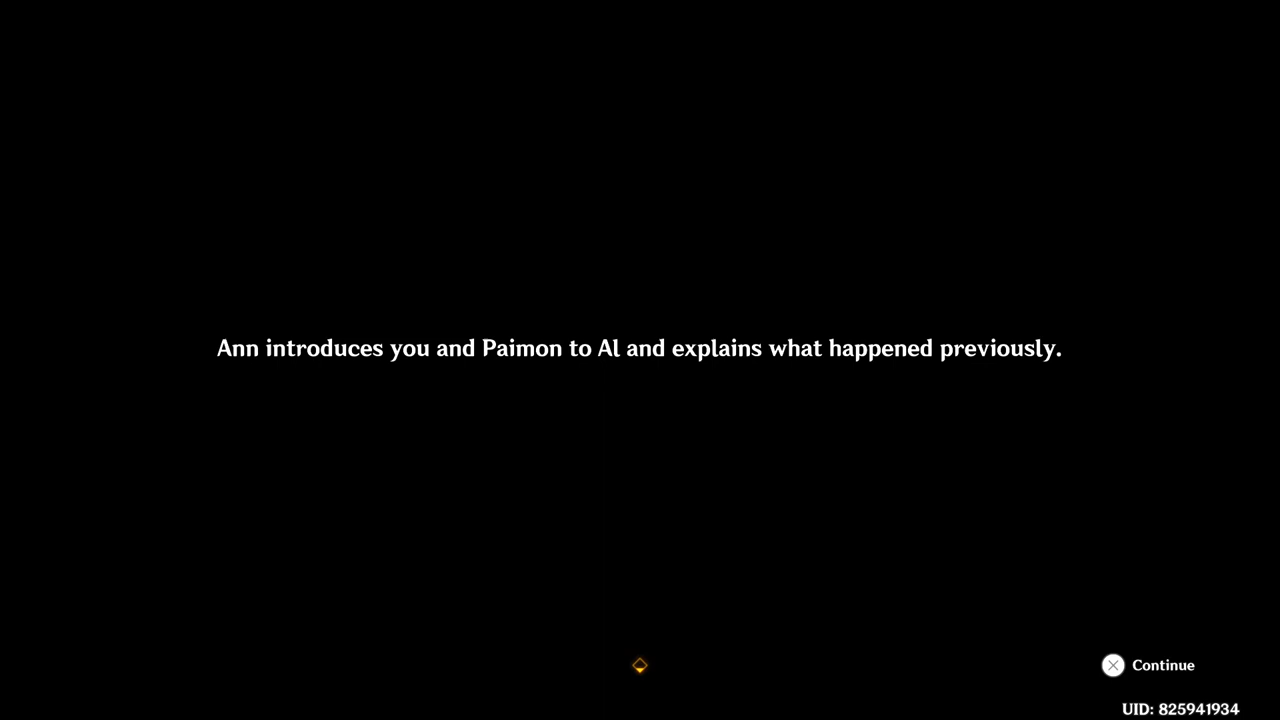 Ann introduces you and Paimon to Al and explains what happened previously.
Continue
UID: 825941934